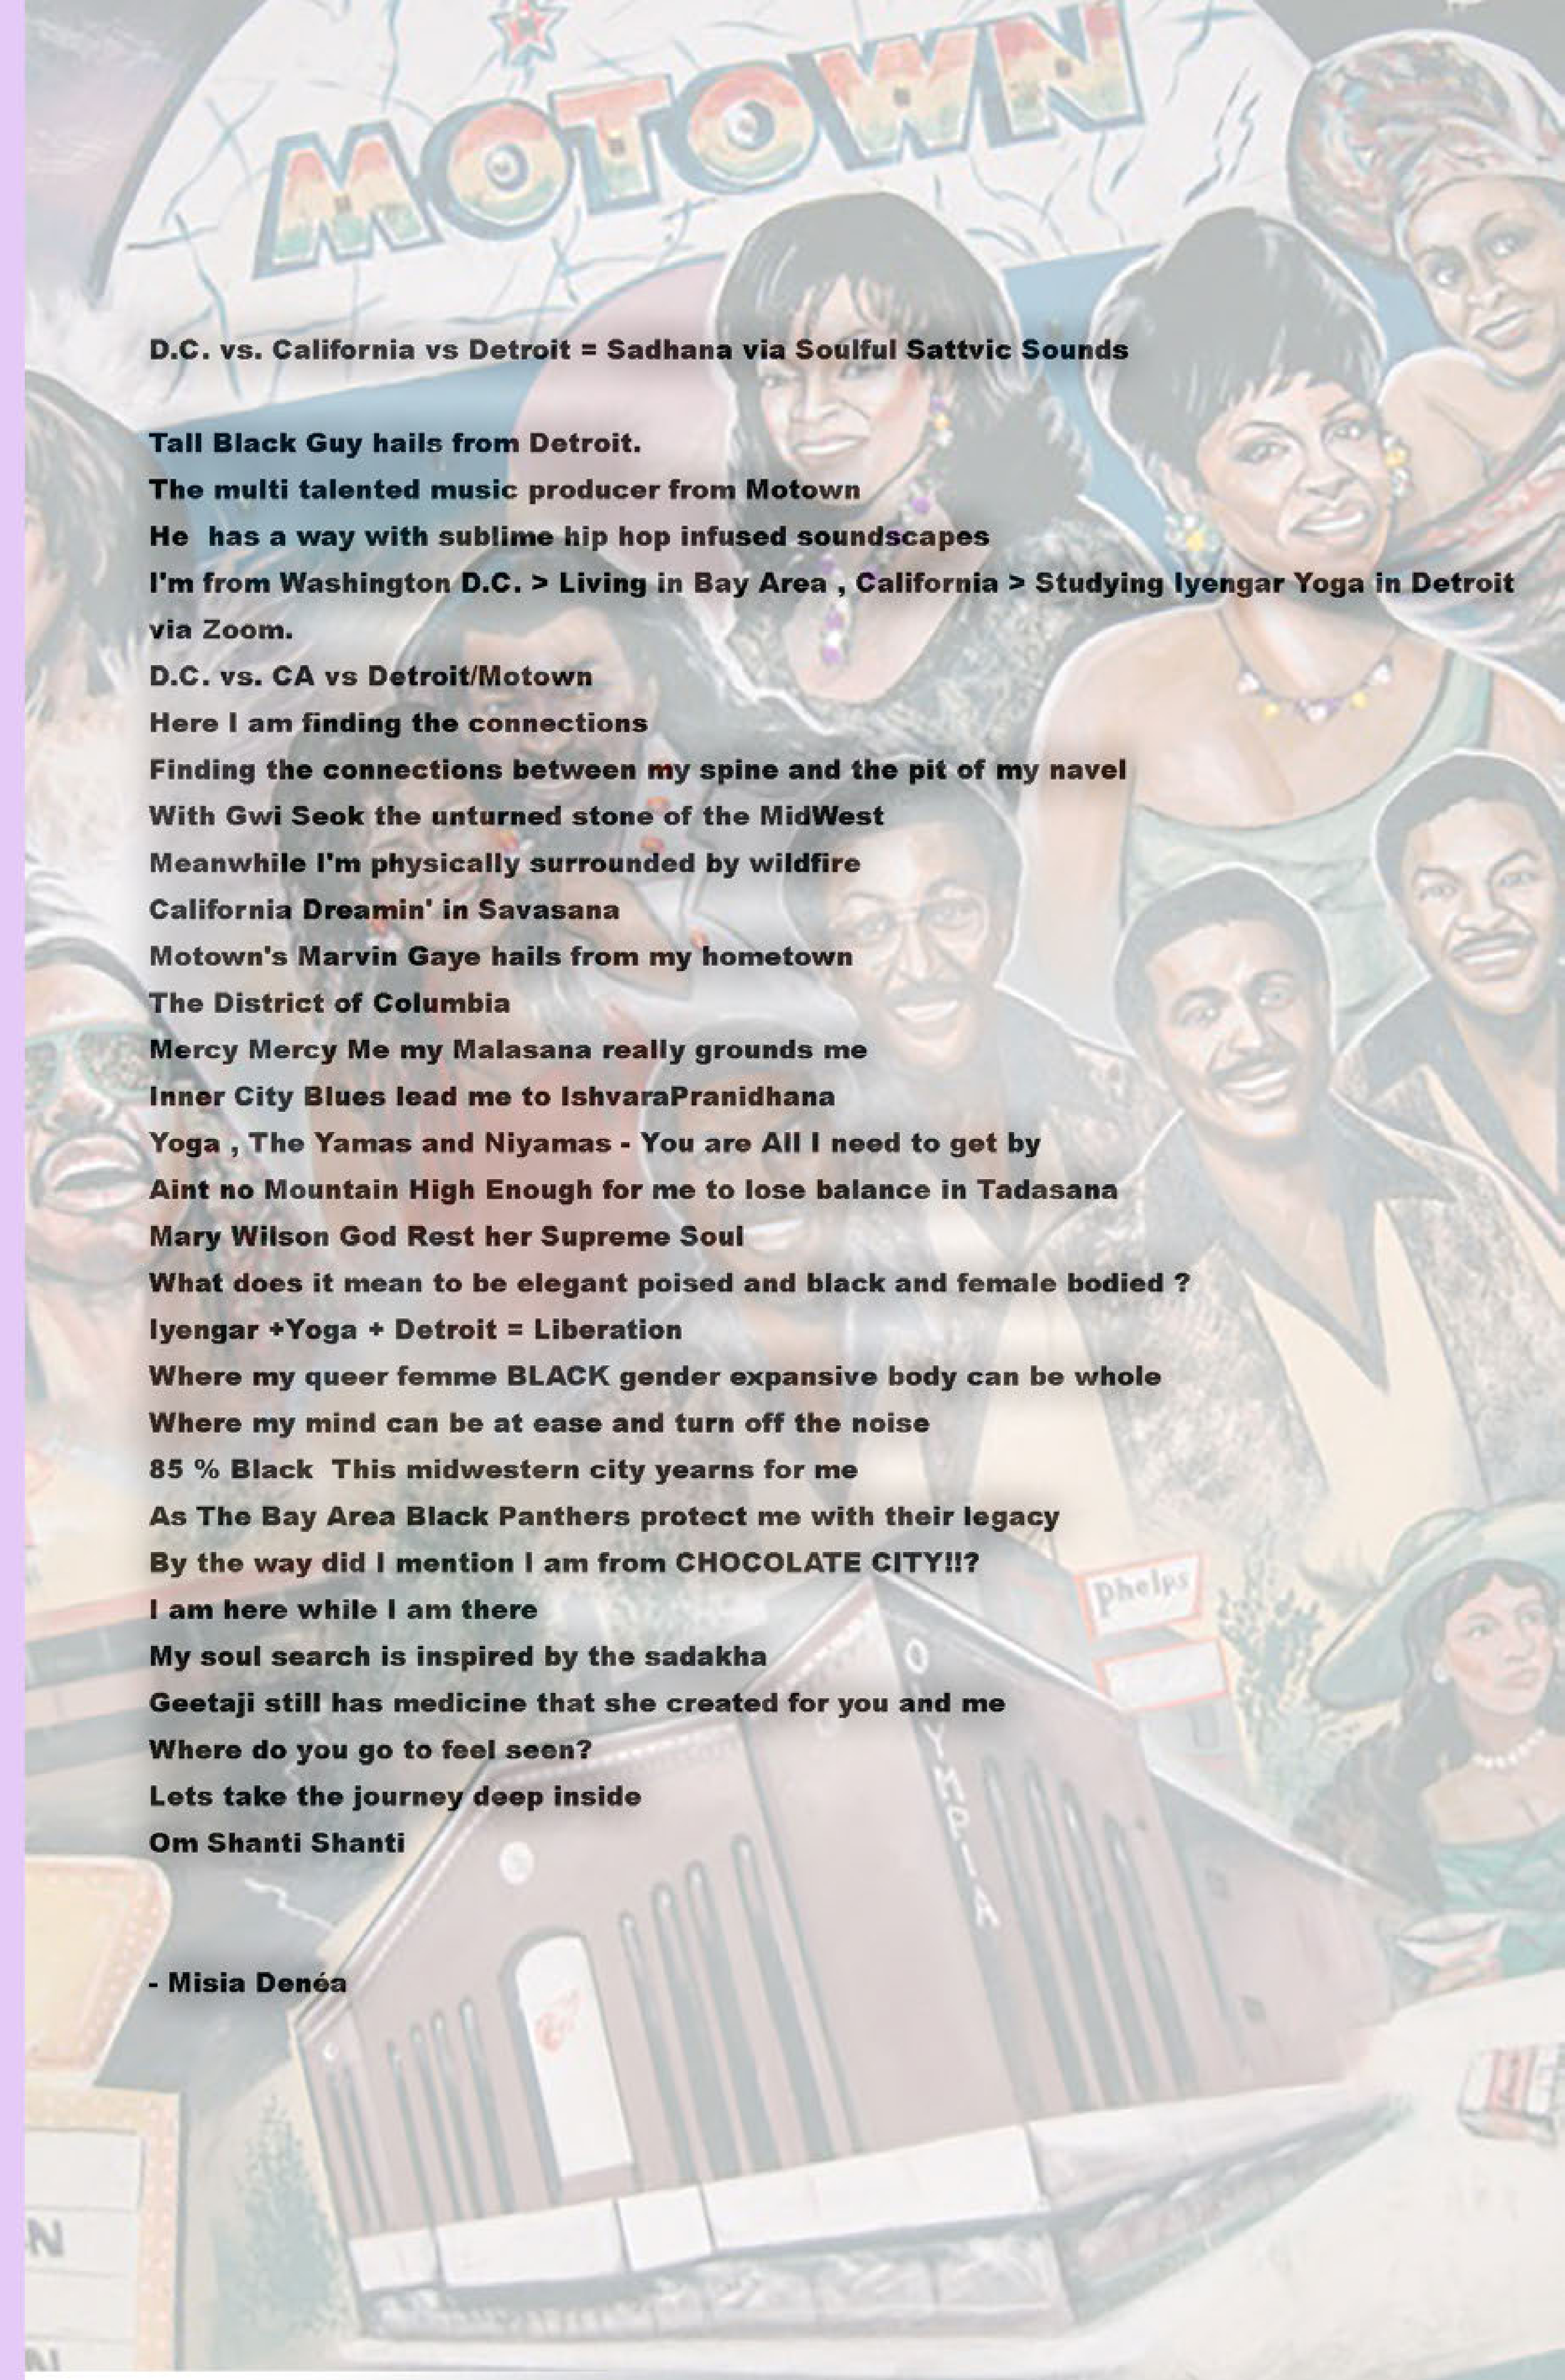 MOTOWN
D.C. vs. California vs Detroit = Sadhana via Soulful Sattvic Sounds
Tall Black Guy hails from Detroit.
The multi talented music producer from Motown
He  has a way with sublime hip hop infused soundscapes
I'm from Washington D.C. > Living in Bay Area , California > Studying Iyengar Yoga in Detroit
via Zoom.
D.C. vs. CA vs Detroit/Motown
Here I am finding the connections
Finding the connections between my spine and the pit of my navel
With Gwi Seok the unturned stone of the MidWest
Meanwhile I'm physically surrounded by wildfire
California Dreamin' in Savasana
Motown's Marvin Gaye hails from my hometown
The District of Columbia
Mercy Mercy Me my Malasana really grounds me
Inner City Blues lead me to IshvaraPranidhana
Yoga , The Yamas and Niyamas - You are All I need to get by
Aint no Mountain High Enough for me to lose balance in Tadasana
Mary Wilson God Rest her Supreme Soul
What does it mean to be elegant poised and black and female bodied ?
Iyengar +Yoga + Detroit = Liberation
Where my queer femme BLACK gender expansive body can be whole
Where my mind can be at ease and turn off the noise
85 % Black  This midwestern city yearns for me
As The Bay Area Black Panthers protect me with their legacy
By the way did I mention I am from CHOCOLATE CITY!!?
I am here while I am there
My soul search is inspired by the sadakha
Geetaji still has medicine that she created for you and me
Where do you go to feel seen?
Lets take the journey deep inside
Om Shanti Shanti
- Misia Denéa
phelps
OLYMPIA
N
N